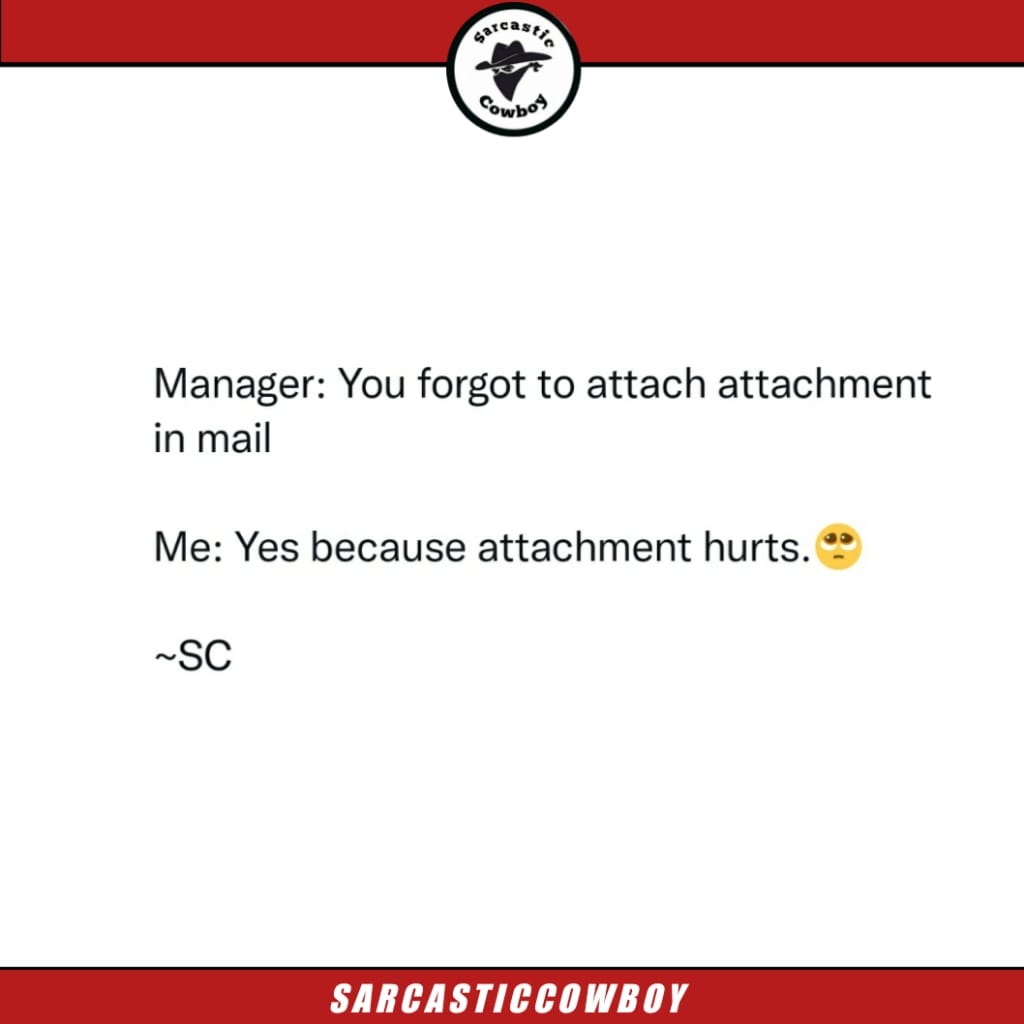 Sarcastic
Cowboy
Manager: You forgot to attach attachment
in mail
Me: Yes because attachment hurts.🥺
~SC
SARCASTICCOWBOY